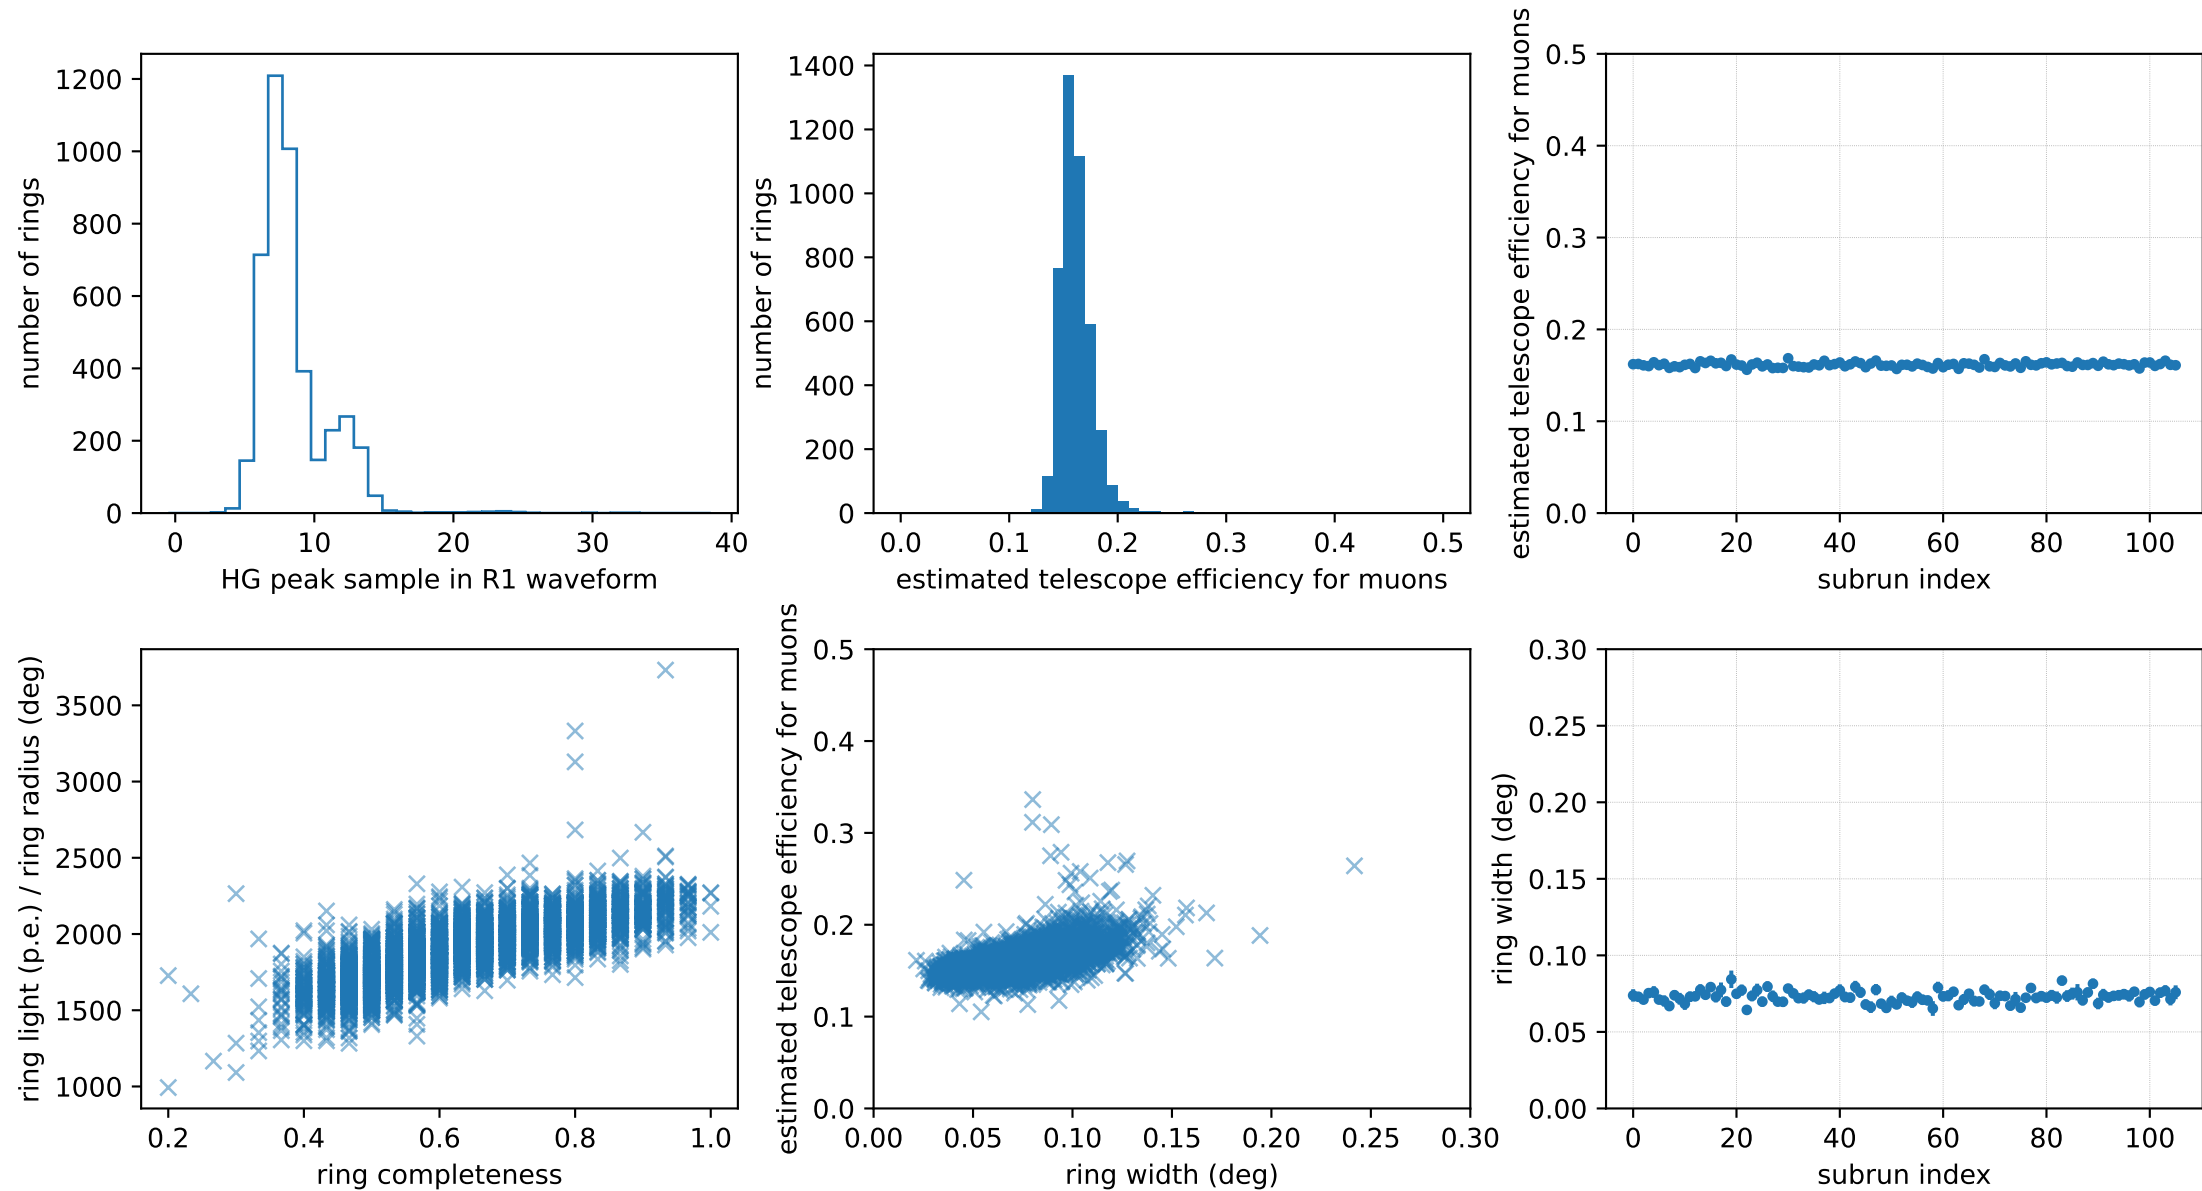 number of rings
1200
1000
800
600
400
200
0
0 10 20 30 40
HG peak sample in R1 waveform
number of rings
1400
1200
1000
800
600
400
200
0
0.0 0.1 0.2 0.3 0.4 0.5
estimated telescope efficiency for muons
estimated telescope efficiency for muons
0.5
0.4
0.3
0.2
0.1
0.0
0 20 40 60 80 100
subrun index
ring light (p.e.) / ring radius (deg)
3500
3000
2500
2000
1500
1000
0.2 0.4 0.6 0.8 1.0
ring completeness
estimated telescope efficiency for muons
0.5
0.4
0.3
0.2
0.1
0.0
0.00 0.05 0.10 0.15 0.20 0.25 0.30
ring width (deg)
ring width (deg)
0.30
0.25
0.20
0.15
0.10
0.05
0.00
0 20 40 60 80 100
subrun index